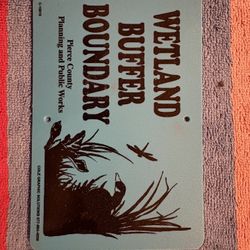 WETLAND
BUFFER
BOUNDARY
Pierce County
Planning and Public Works